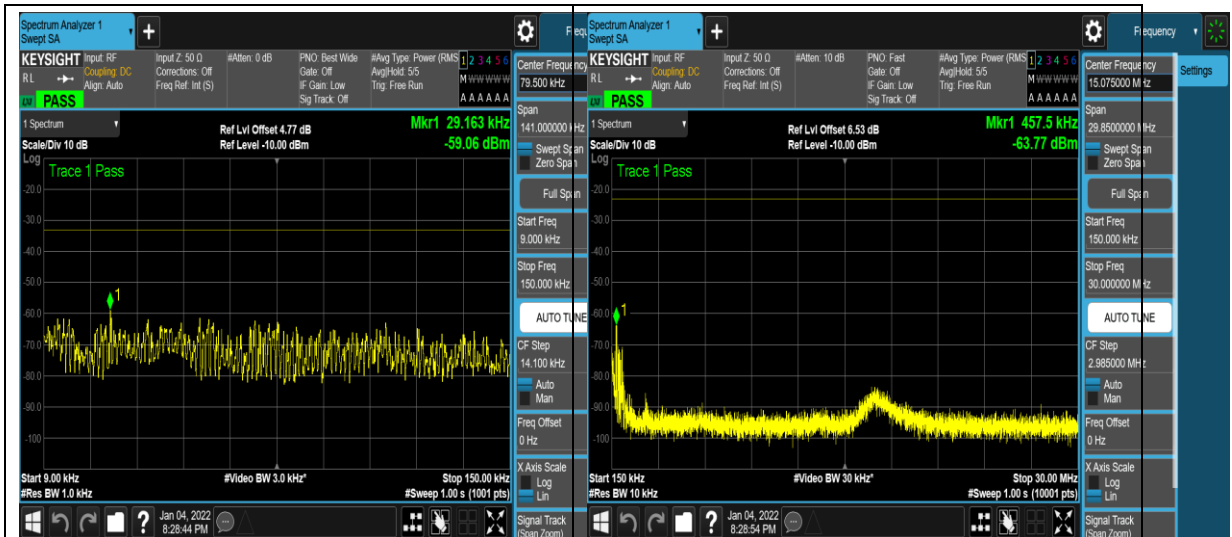 Spectrum Analyzer 1
Swept SA
+
KEYSIGHT
RL
PASS
Input: RF
Coupling: DC
Align: Auto
Input Z: 50 Ω
Corrections: Off
Freq Ref: Int (S)
#Atten: 0 dB
PNO: Best Wide
Gate: Off
IF Gain: Low
Sig Track: Off
#Avg Type: Power (RMS
Avg|Hold: 5/5
Trig: Free Run
1 2 3 4 5 6
M W W W W W
A A A A A A
1 Spectrum
Scale/Div 10 dB
Ref Lvl Offset 4.77 dB
Ref Level -10.00 dBm
Mkr1 29.163 kHz
-59.06 dBm
Log
Trace 1 Pass
-20.0
-30.0
-40.0
-50.0
-60.0
-70.0
-80.0
-90.0
-100
1
Start 9.00 kHz
#Res BW 1.0 kHz
#Video BW 3.0 kHz*
Stop 150.00 kHz
#Sweep 1.00 s (1001 pts)
?
Jan 04, 2022
8:28:44 PM
Frequ
Center Frequency
79.500 kHz
Span
141.000000 kHz
Swept Span
Zero Span
Full Span
Start Freq
9.000 kHz
Stop Freq
150.000 kHz
AUTO TUNE
CF Step
14.100 kHz
Auto
Man
Freq Offset
0 Hz
X Axis Scale
Log
Lin
Signal Track
(Span Zoom)
Spectrum Analyzer 1
Swept SA
+
KEYSIGHT
RL
PASS
Input: RF
Coupling: DC
Align: Auto
Input Z: 50 Ω
Corrections: Off
Freq Ref: Int (S)
#Atten: 10 dB
PNO: Fast
Gate: Off
IF Gain: Low
Sig Track: Off
#Avg Type: Power (RMS
Avg|Hold: 5/5
Trig: Free Run
1 2 3 4 5 6
M W W W W W
A A A A A A
1 Spectrum
Scale/Div 10 dB
Ref Lvl Offset 6.53 dB
Ref Level -10.00 dBm
Mkr1 457.5 kHz
-63.77 dBm
Log
Trace 1 Pass
-20.0
-30.0
-40.0
-50.0
-60.0
-70.0
-80.0
-90.0
-100
1
Start 150 kHz
#Res BW 10 kHz
#Video BW 30 kHz*
Stop 30.00 MHz
#Sweep 1.00 s (10001 pts)
?
Jan 04, 2022
8:28:54 PM
Frequency
Settings
Center Frequency
15.075000 MHz
Span
29.8500000 MHz
Swept Span
Zero Span
Full Span
Start Freq
150.000 kHz
Stop Freq
30.000000 MHz
AUTO TUNE
CF Step
2.985000 MHz
Auto
Man
Freq Offset
0 Hz
X Axis Scale
Log
Lin
Signal Track
(Span Zoom)